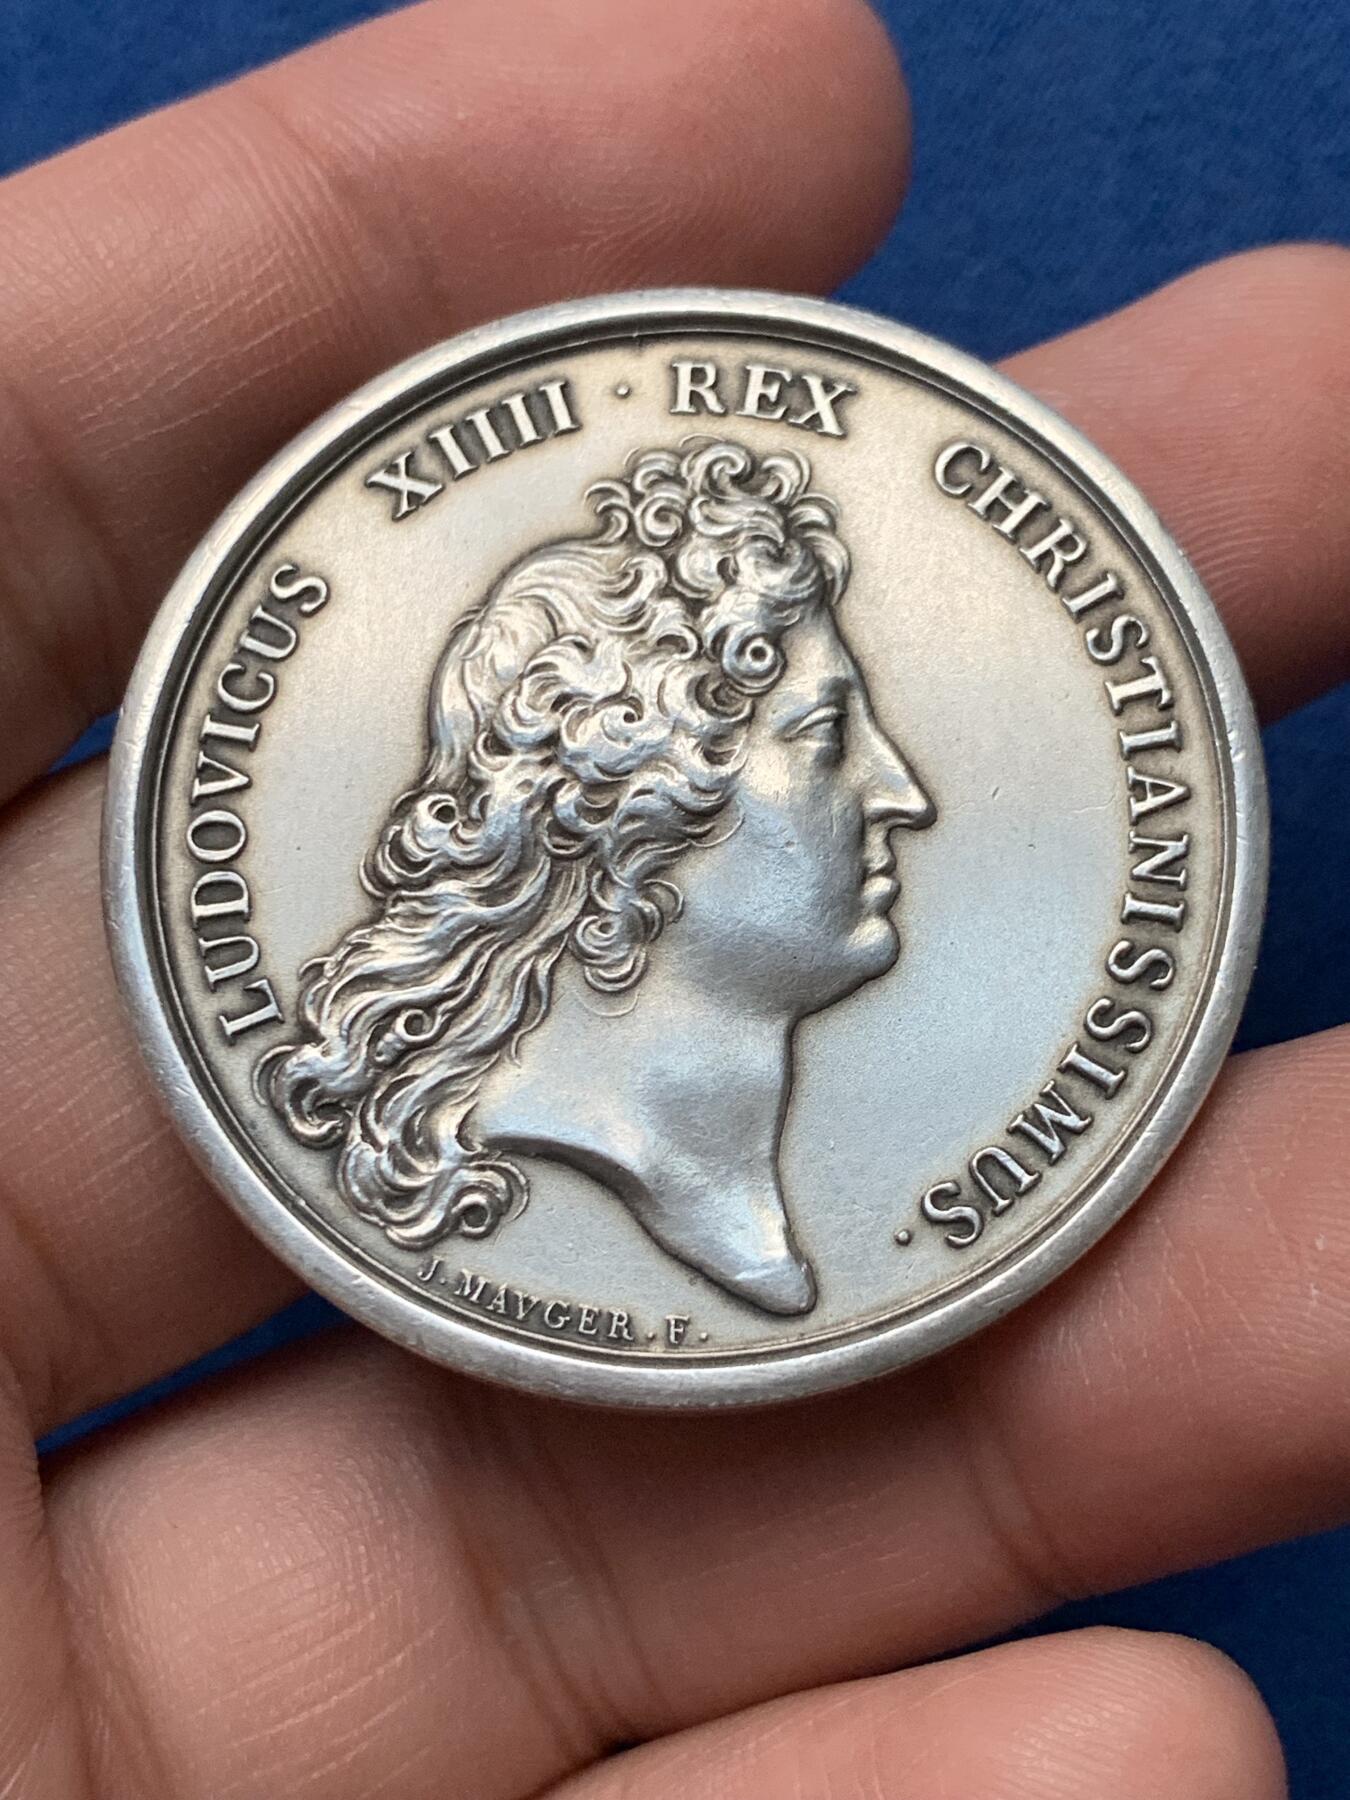 LUDOVICUS XIIII · REX CHRISTIANISSIMUS ·
J. MAVGER . F .